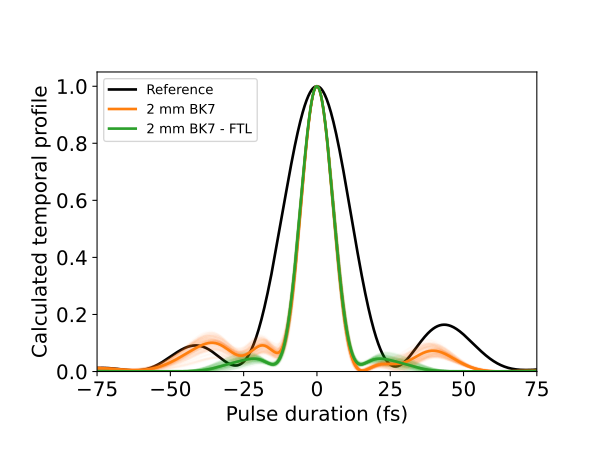 Calculated temporal profile
1.0
0.8
0.6
0.4
0.2
0.0
Reference
2 mm BK7
2 mm BK7 - FTL
−75 −50 −25 0 25 50 75
Pulse duration (fs)